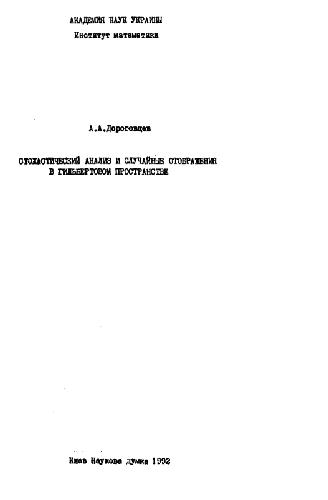 АКАДЕМИЯ НАУК УКРАИНЫ
Институт математики
А.А.Дороговцев
СТОХАСТИЧЕСКИЙ АНАЛИЗ И СЛУЧАЙНЫЕ ОТОБРАЖЕНИЯ
В ГИЛЬБЕРТОВОМ ПРОСТРАНСТВЕ
Киев Наукова думка 1992